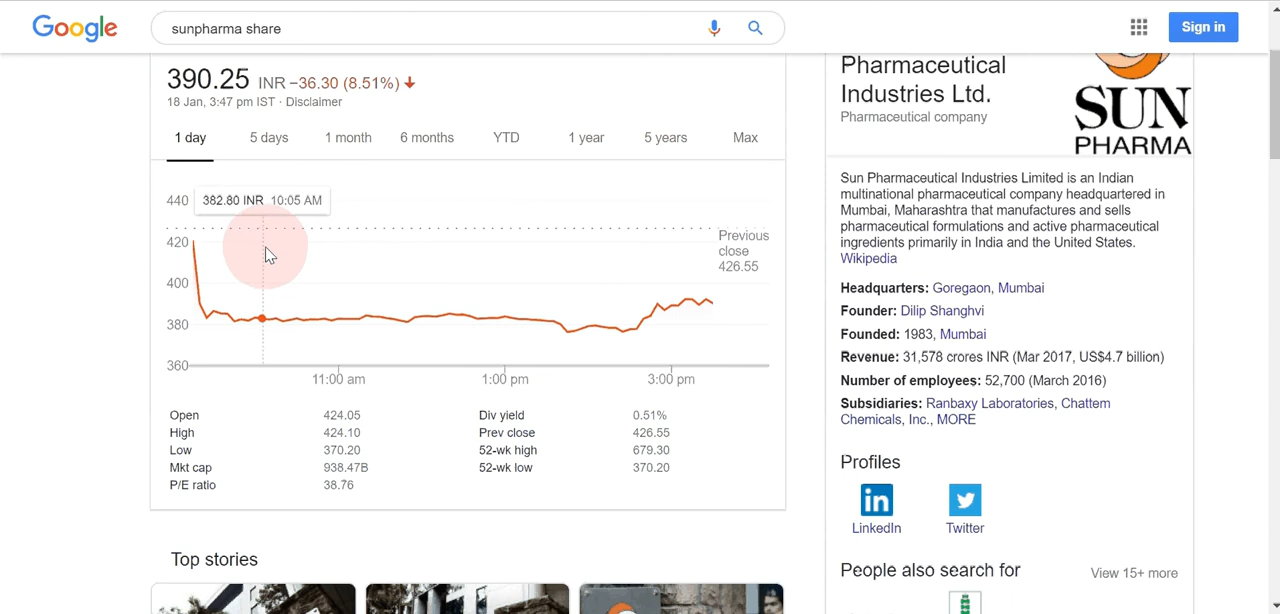 Google
sunpharma share
Sign in
390.25 INR −36.30 (8.51%)
18 Jan, 3:47 pm IST · Disclaimer
1 day 5 days 1 month 6 months YTD 1 year 5 years Max
382.80 INR 10:05 AM
440
420
400
380
360
Previous
close
426.55
11:00 am 1:00 pm 3:00 pm
Open 424.05 Div yield 0.51%
High 424.10 Prev close 426.55
Low 370.20 52-wk high 679.30
Mkt cap 938.47B 52-wk low 370.20
P/E ratio 38.76
Top stories
Pharmaceutical
Industries Ltd.
Pharmaceutical company
SUN
PHARMA
Sun Pharmaceutical Industries Limited is an Indian
multinational pharmaceutical company headquartered in
Mumbai, Maharashtra that manufactures and sells
pharmaceutical formulations and active pharmaceutical
ingredients primarily in India and the United States.
Wikipedia
Headquarters: Goregaon, Mumbai
Founder: Dilip Shanghvi
Founded: 1983, Mumbai
Revenue: 31,578 crores INR (Mar 2017, US$4.7 billion)
Number of employees: 52,700 (March 2016)
Subsidiaries: Ranbaxy Laboratories, Chattem
Chemicals, Inc., MORE
Profiles
in
LinkedIn Twitter
People also search for View 15+ more